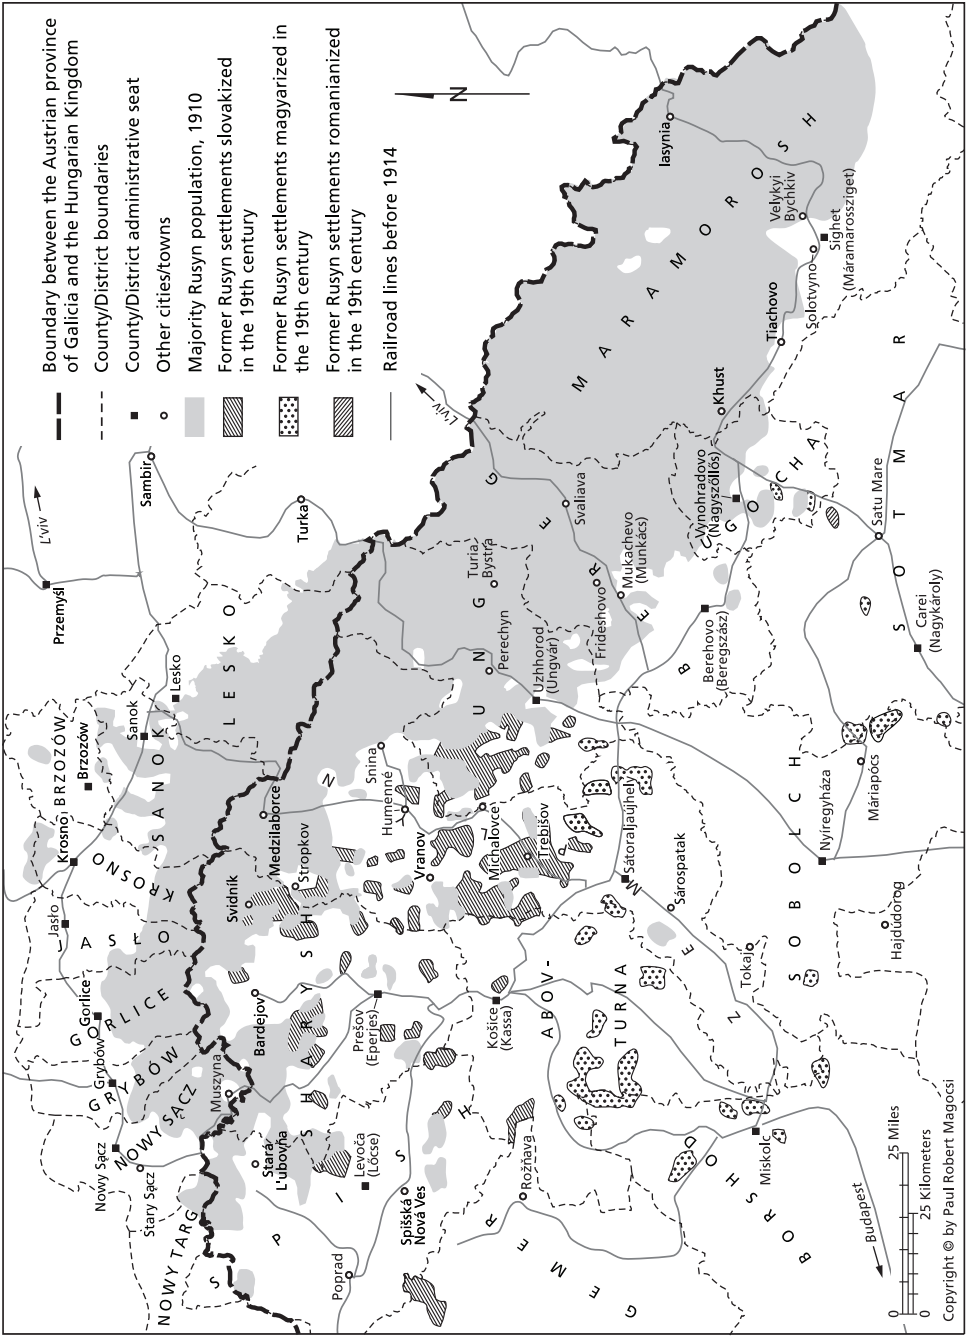 Boundary between the Austrian province
of Galicia and the Hungarian Kingdom
County/District boundaries
County/District administrative seat
Other cities/towns
Majority Rusyn population, 1910
Former Rusyn settlements slovakized
in the 19th century
Former Rusyn settlements magyarized in
the 19th century
Former Rusyn settlements romanianized
in the 19th century
Railroad lines before 1914
N
L'viv
Przemyśl
Sambir
Turka
L'viv
Iasynia
LESKO
Lesko
Sanok
SANOK
BRZOZÓW
Brzozów
Krosno
KROSNO
Jasło
JASŁO
Gorlice
GORLICE
Grybów
GRYBÓW
Nowy Sącz
NOWY SĄCZ
Stary Sącz
Muszyna
NOWY TARG
MARAMOROSH
Velykyi
Bychkiv
Sighet
(Máramarossziget)
Solotvyno
Tiachovo
Khust
UGOCHA
Vynohradovo
(Nagyszőllős)
BEREG
Svaliava
Mukachevo
(Munkács)
Frideshovo
Berehovo
(Beregszász)
UNG
Turia
Bystra
Perechyn
Uzhhorod
(Ungvár)
SATMAR
Satu Mare
Carei
(Nagykároly)
ZEMPLYN
Snina
Humenné
Medzilaborce
Stropkov
Svidník
Vranov
Michalovce
Trebišov
Sátoraljaújhely
Sárospatak
Tokaj
SHARYSH
Bardejov
Prešov
(Eperjes)
Košice
(Kassa)
ABOV-
TURNA
SPISH
Stará
L'ubovňa
Levoča
(Lőcse)
Spišská
Nová Ves
Poprad
GEMER
Rožňava
BORSHOD
Miskolc
Budapest
SOBOLCH
Nyíregyháza
Máriapócs
Hajdúdorog
0 25 Miles
0 25 Kilometers
Copyright © by Paul Robert Magocsi